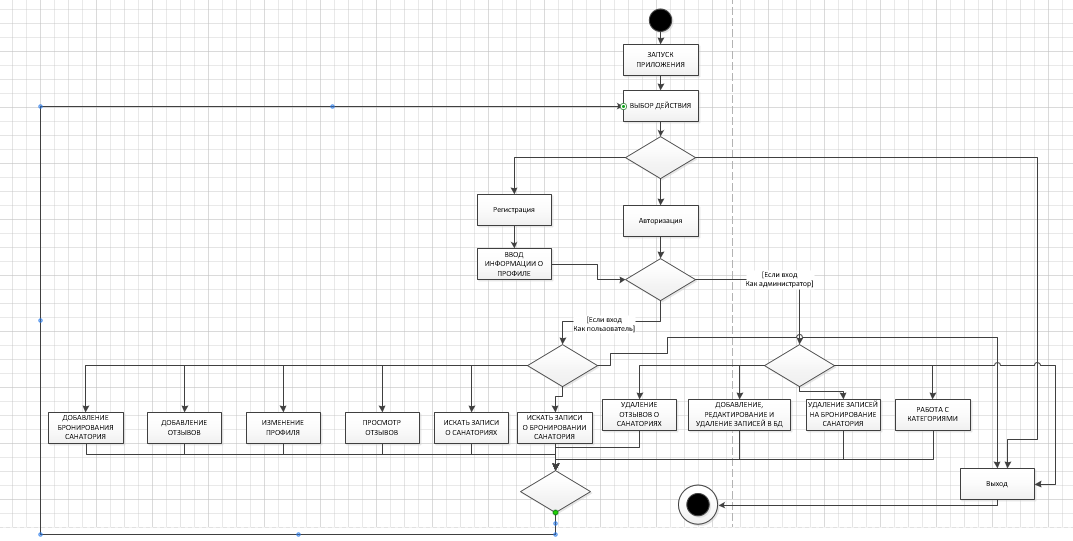 ЗАПУСК
ПРИЛОЖЕНИЯ
ВЫБОР ДЕЙСТВИЯ
Регистрация
Авторизация
ВВОД
ИНФОРМАЦИИ О
ПРОФИЛЕ
[Если вход
Как администратор]
[Если вход
Как пользователь]
ДОБАВЛЕНИЕ
БРОНИРОВАНИЯ
САНАТОРИЯ
ДОБАВЛЕНИЕ
ОТЗЫВОВ
ИЗМЕНЕНИЕ
ПРОФИЛЯ
ПРОСМОТР
ОТЗЫВОВ
ИСКАТЬ ЗАПИСИ
О САНАТОРИЯХ
ИСКАТЬ ЗАПИСИ
О БРОНИРОВАНИИ
САНАТОРИЯ
УДАЛЕНИЕ
ОТЗЫВОВ О
САНАТОРИЯХ
ДОБАВЛЕНИЕ,
РЕДАКТИРОВАНИЕ И
УДАЛЕНИЕ ЗАПИСЕЙ В БД
УДАЛЕНИЕ ЗАПИСЕЙ
НА БРОНИРОВАНИЕ
САНАТОРИЯ
РАБОТА С
КАТЕГОРИЯМИ
Выход